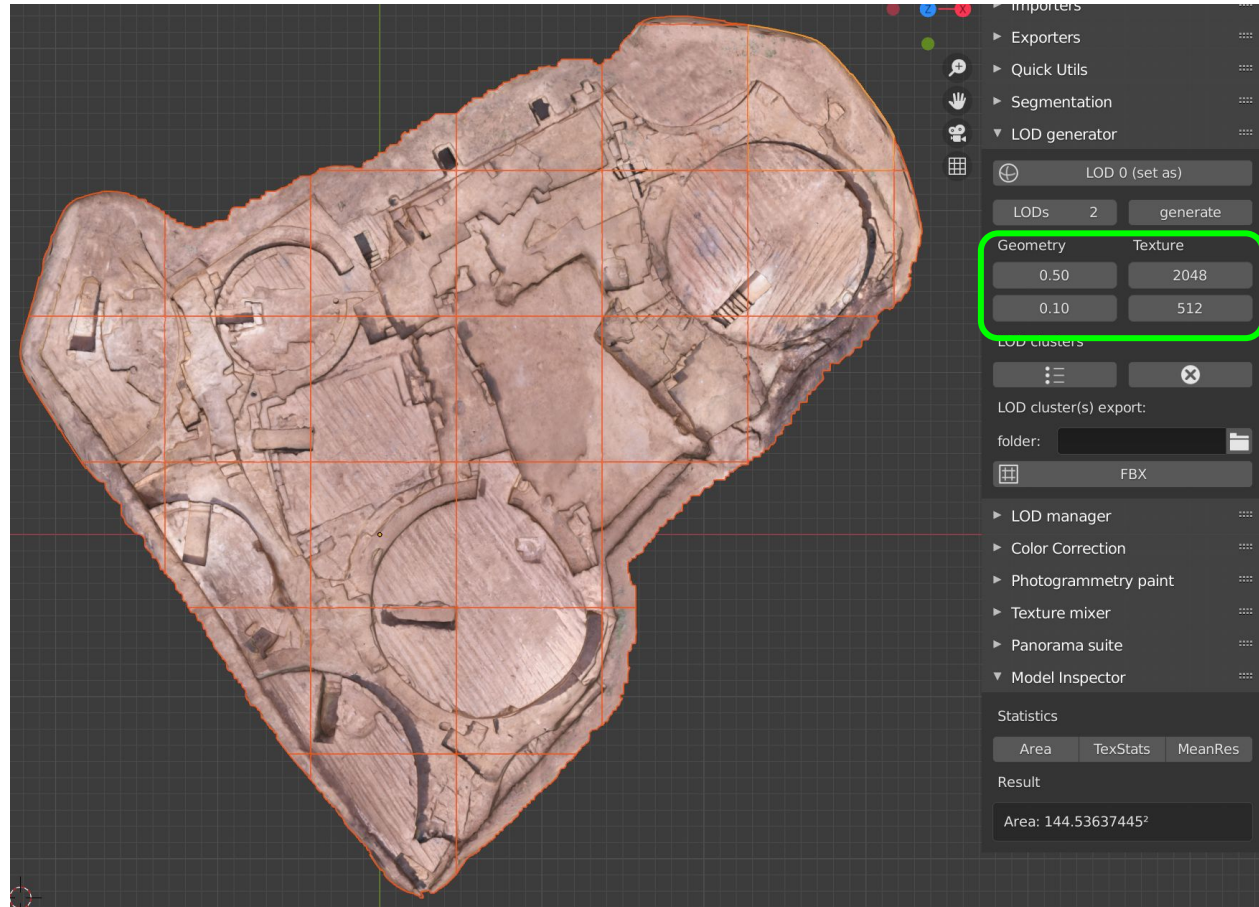 Z X
Importers
Exporters
Quick Utils
Segmentation
LOD generator
LOD 0 (set as)
LODs 2 generate
Geometry Texture
0.50 2048
0.10 512
LOD clusters
LOD cluster(s) export:
folder:
FBX
LOD manager
Color Correction
Photogrammetry paint
Texture mixer
Panorama suite
Model Inspector
Statistics
Area TexStats MeanRes
Result
Area: 144.53637445²